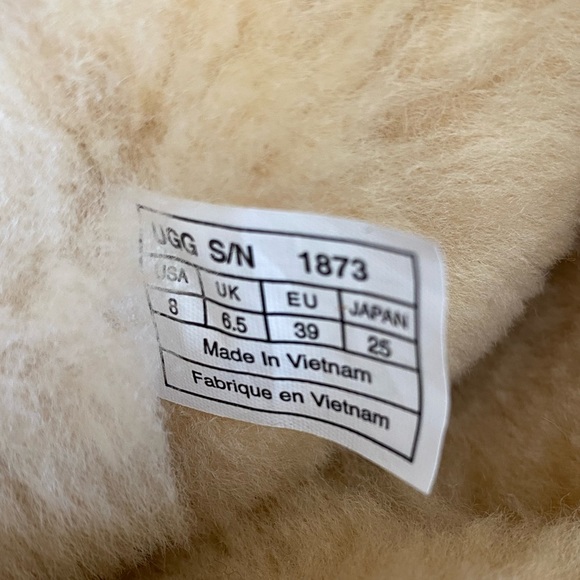 UGG S/N 1873
USA UK EU JAPAN
8 6.5 39 25
Made In Vietnam
Fabrique en Vietnam